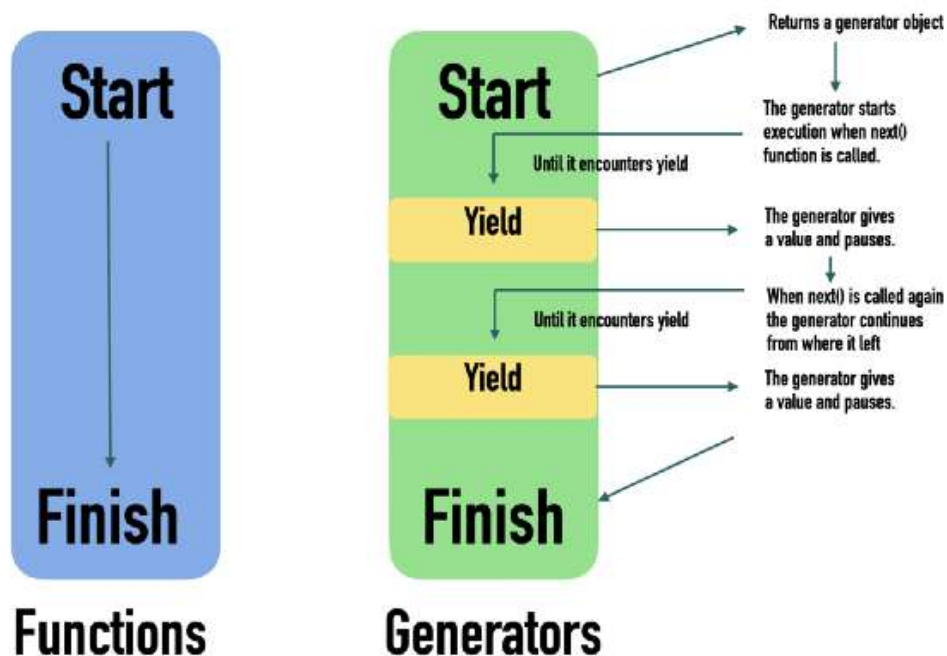 Start
Finish
Functions
Start
Yield
Yield
Finish
Generators
Returns a generator object
The generator starts
execution when next()
function is called.
Until it encounters yield
The generator gives
a value and pauses.
When next() is called again
the generator continues
from where it left
Until it encounters yield
The generator gives
a value and pauses.